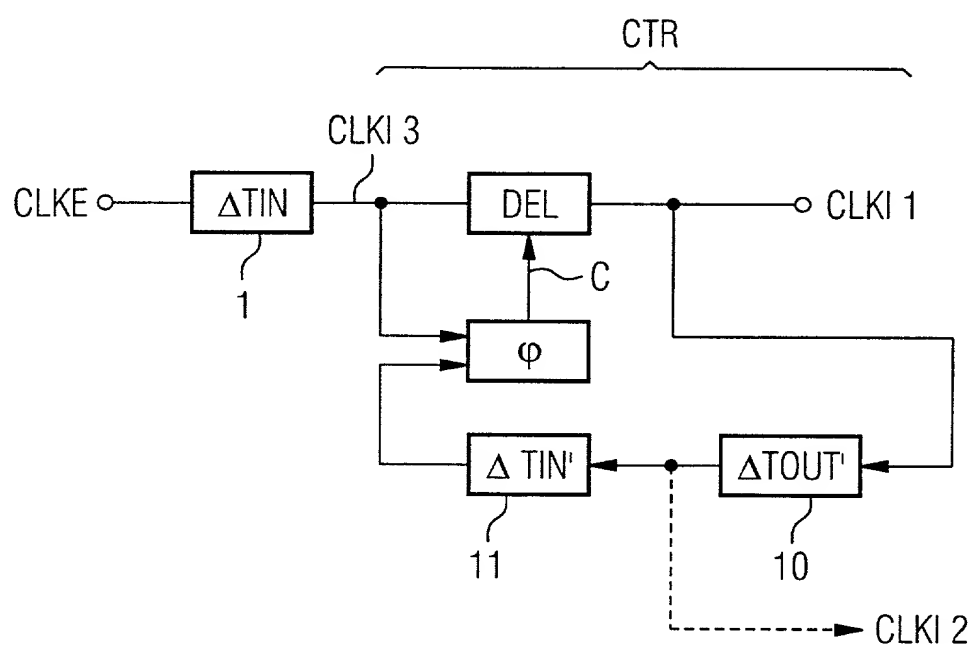 CTR
CLKI 3
CLKE
ΔTIN
DEL
CLKI 1
1
C
φ
Δ TIN'
ΔTOUT'
11
10
CLKI 2